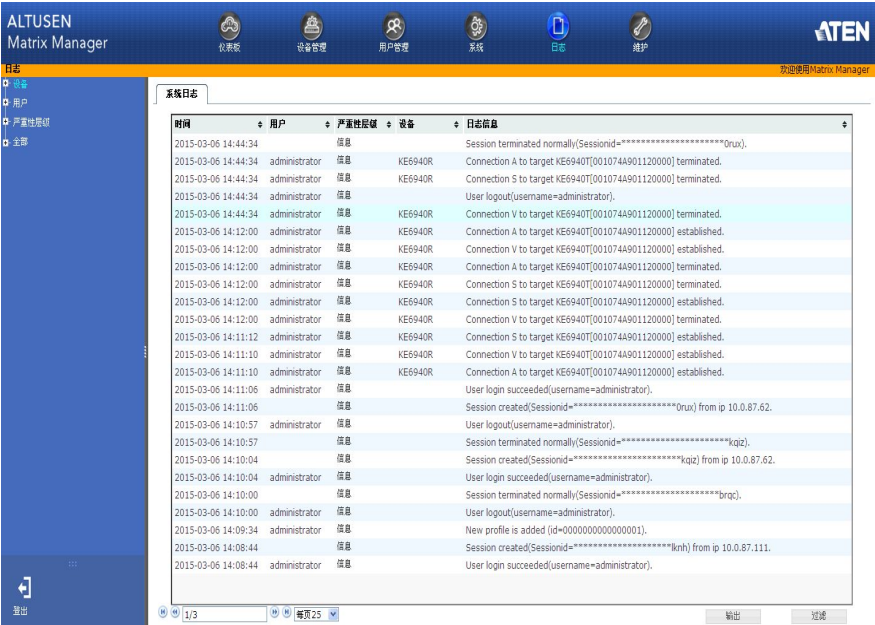 ALTUSEN
Matrix Manager
仪表板 设备管理 用户管理 系统 日志 维护
ATEN
日志 欢迎使用Matrix Manager
设备
用户
严重性层级
全部
系统日志
时间 用户 严重性层级 设备 日志信息
2015-03-06 14:44:34 信息 Session terminated normally(Sessionid=**********************0rux).
2015-03-06 14:44:34 administrator 信息 KE6940R Connection A to target KE6940T[001074A901120000] terminated.
2015-03-06 14:44:34 administrator 信息 KE6940R Connection S to target KE6940T[001074A901120000] terminated.
2015-03-06 14:44:34 administrator 信息 User logout(username=administrator).
2015-03-06 14:44:34 administrator 信息 KE6940R Connection V to target KE6940T[001074A901120000] terminated.
2015-03-06 14:12:00 administrator 信息 KE6940R Connection A to target KE6940T[001074A901120000] established.
2015-03-06 14:12:00 administrator 信息 KE6940R Connection V to target KE6940T[001074A901120000] established.
2015-03-06 14:12:00 administrator 信息 KE6940R Connection A to target KE6940T[001074A901120000] terminated.
2015-03-06 14:12:00 administrator 信息 KE6940R Connection S to target KE6940T[001074A901120000] terminated.
2015-03-06 14:12:00 administrator 信息 KE6940R Connection S to target KE6940T[001074A901120000] established.
2015-03-06 14:12:00 administrator 信息 KE6940R Connection V to target KE6940T[001074A901120000] terminated.
2015-03-06 14:11:12 administrator 信息 KE6940R Connection S to target KE6940T[001074A901120000] established.
2015-03-06 14:11:10 administrator 信息 KE6940R Connection V to target KE6940T[001074A901120000] established.
2015-03-06 14:11:10 administrator 信息 KE6940R Connection A to target KE6940T[001074A901120000] established.
2015-03-06 14:11:06 administrator 信息 User login succeeded(username=administrator).
2015-03-06 14:11:06 信息 Session created(Sessionid=**********************0rux) from ip 10.0.87.62.
2015-03-06 14:10:57 administrator 信息 User logout(username=administrator).
2015-03-06 14:10:57 信息 Session terminated normally(Sessionid=**********************kqiz).
2015-03-06 14:10:04 信息 Session created(Sessionid=**********************kqiz) from ip 10.0.87.62.
2015-03-06 14:10:04 administrator 信息 User login succeeded(username=administrator).
2015-03-06 14:10:00 信息 Session terminated normally(Sessionid=**********************brqc).
2015-03-06 14:10:00 administrator 信息 User logout(username=administrator).
2015-03-06 14:09:34 administrator 信息 New profile is added (id=0000000000000001).
2015-03-06 14:08:44 信息 Session created(Sessionid=**********************lknh) from ip 10.0.87.111.
2015-03-06 14:08:44 administrator 信息 User login succeeded(username=administrator).
登出
1/3 每页25 输出 过滤